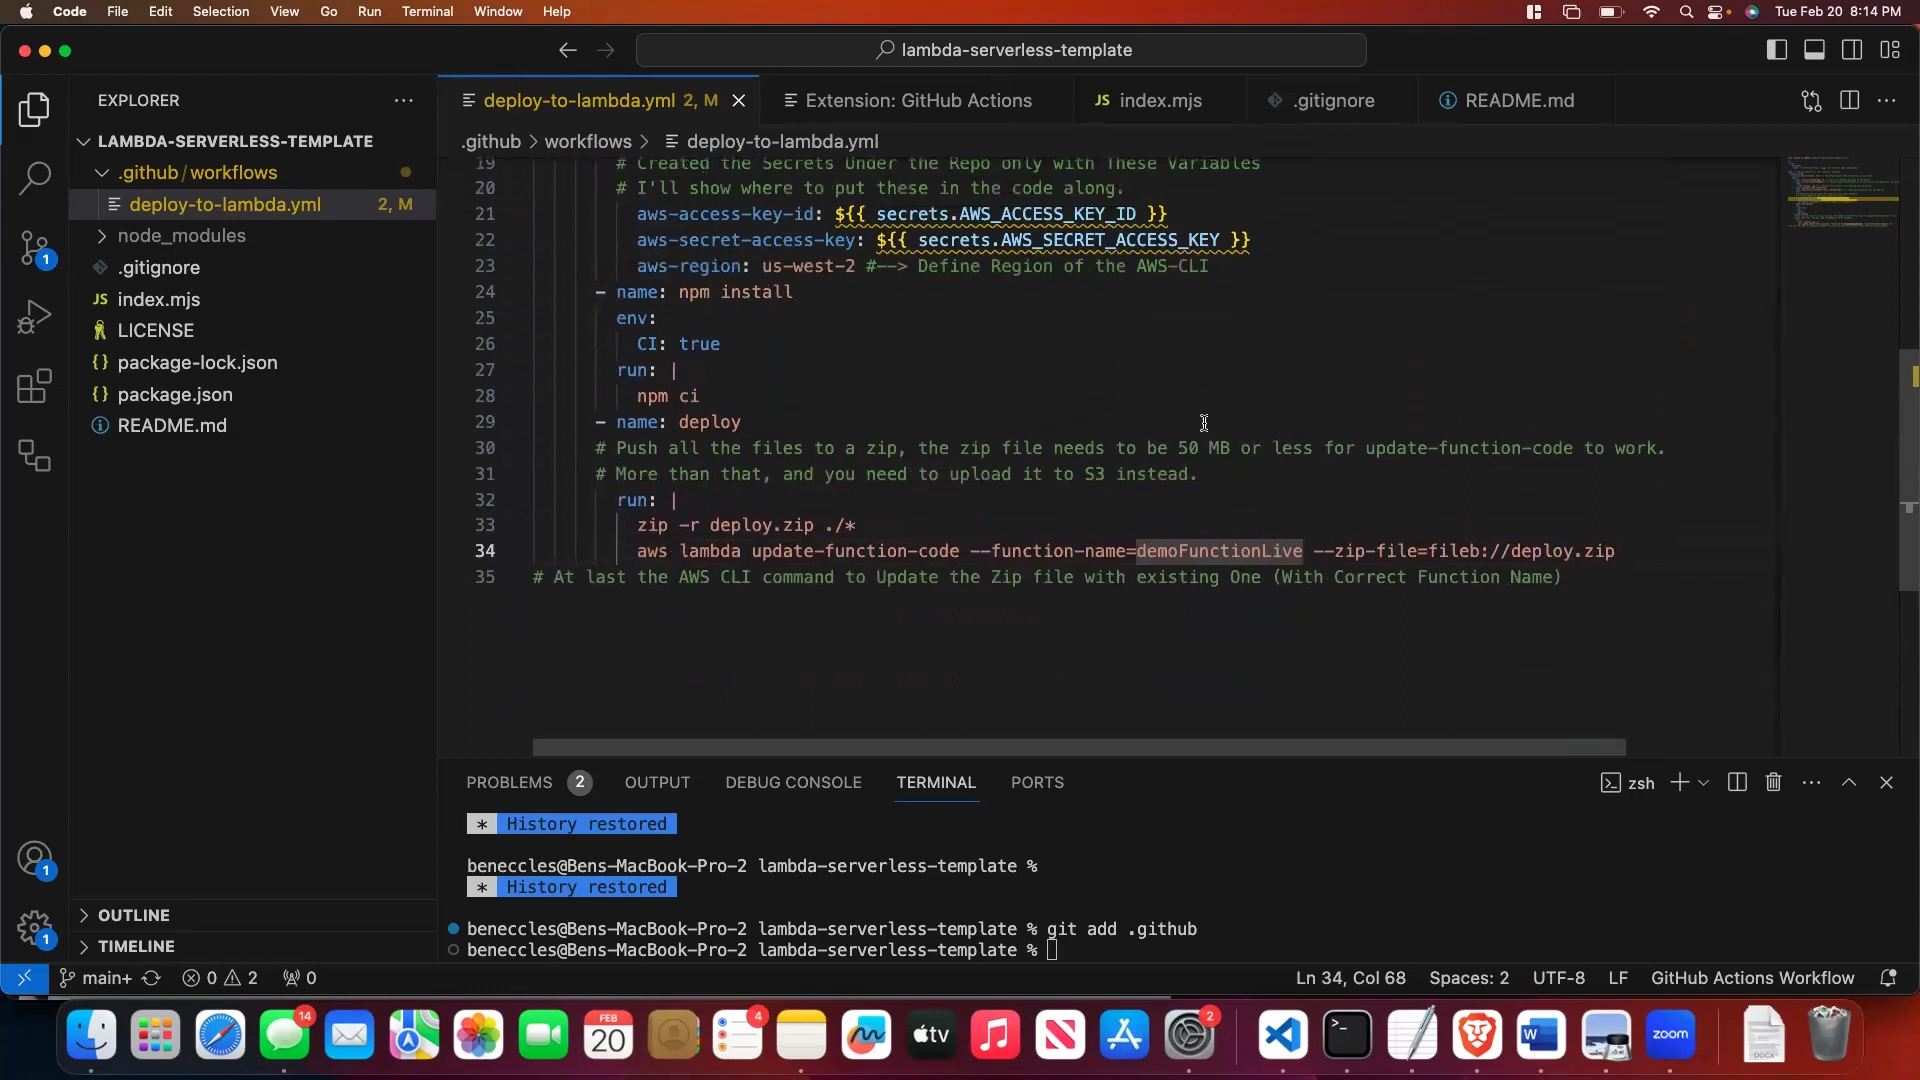 Code File Edit Selection View Go Run Terminal Window Help Tue Feb 20 8:14 PM
lambda-serverless-template
EXPLORER
deploy-to-lambda.yml 2, M
Extension: GitHub Actions
JS index.mjs
.gitignore
README.md
LAMBDA-SERVERLESS-TEMPLATE
.github > workflows > deploy-to-lambda.yml
.github / workflows
deploy-to-lambda.yml 2, M
node_modules
.gitignore
JS index.mjs
LICENSE
{} package-lock.json
{} package.json
README.md
19 # Created the Secrets Under the Repo only with These Variables
20 # I'll show where to put these in the code along.
21 aws-access-key-id: ${{ secrets.AWS_ACCESS_KEY_ID }}
22 aws-secret-access-key: ${{ secrets.AWS_SECRET_ACCESS_KEY }}
23 aws-region: us-west-2 #--> Define Region of the AWS-CLI
24 - name: npm install
25 env:
26 CI: true
27 run: |
28 npm ci
29 - name: deploy
30 # Push all the files to a zip, the zip file needs to be 50 MB or less for update-function-code to work.
31 # More than that, and you need to upload it to S3 instead.
32 run: |
33 zip -r deploy.zip ./*
34 aws lambda update-function-code --function-name=demoFunctionLive --zip-file=fileb://deploy.zip
35 # At last the AWS CLI command to Update the Zip file with existing One (With Correct Function Name)
PROBLEMS 2 OUTPUT DEBUG CONSOLE TERMINAL PORTS zsh
* History restored
beneccles@Bens-MacBook-Pro-2 lambda-serverless-template %
* History restored
beneccles@Bens-MacBook-Pro-2 lambda-serverless-template % git add .github
beneccles@Bens-MacBook-Pro-2 lambda-serverless-template %
1
1
1
OUTLINE
TIMELINE
main+ 0 2 0 Ln 34, Col 68 Spaces: 2 UTF-8 LF GitHub Actions Workflow
14
FEB
20
4
tv
2
zoom